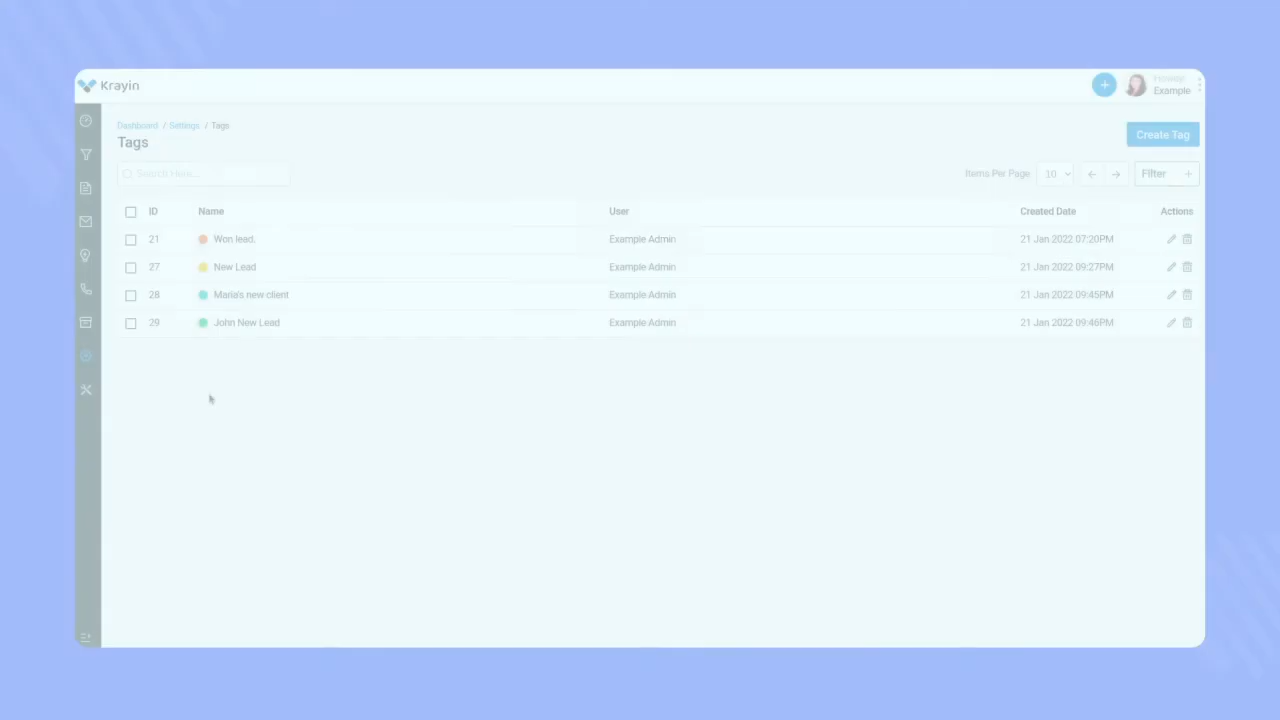 Krayin
Howdy!
Example
Dashboard / Settings / Tags
Tags
Create Tag
Search Here...
Items Per Page 10
Filter +
ID Name User Created Date Actions
21 Won lead. Example Admin 21 Jan 2022 07:20PM
27 New Lead Example Admin 21 Jan 2022 09:27PM
28 Maria's new client Example Admin 21 Jan 2022 09:45PM
29 John New Lead Example Admin 21 Jan 2022 09:46PM